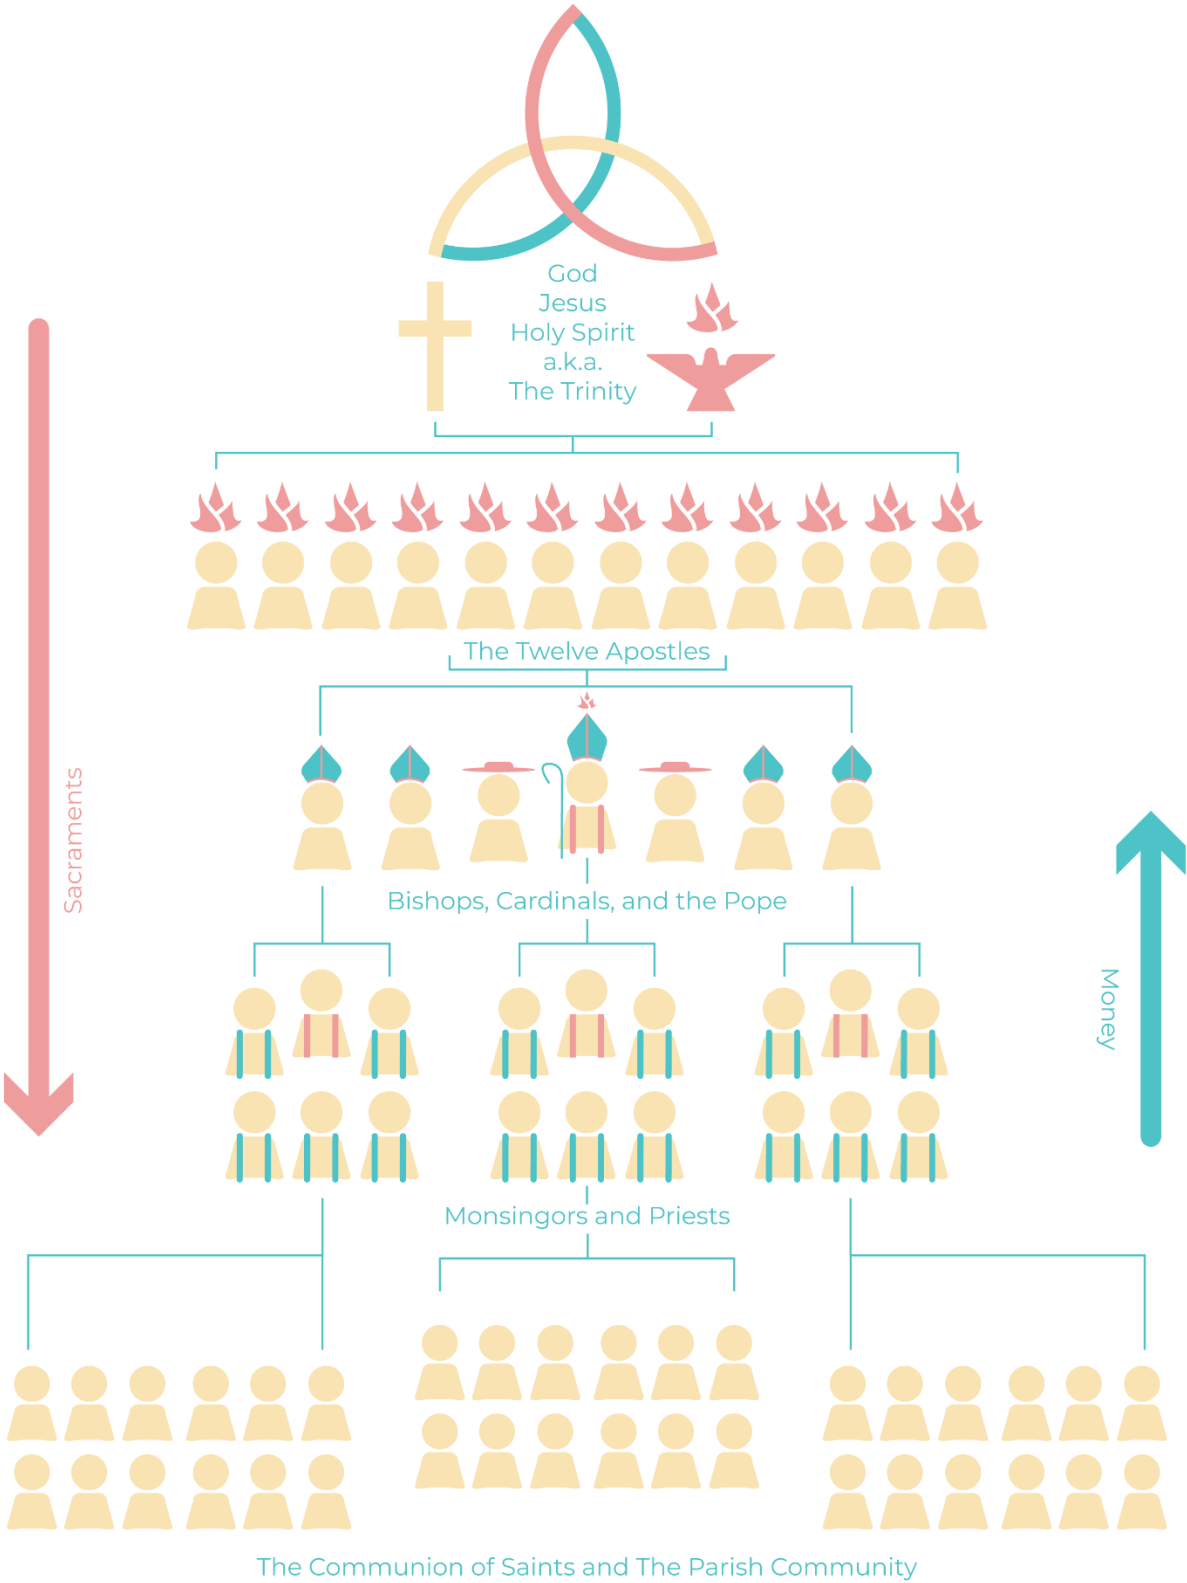 God
Jesus
Holy Spirit
a.k.a.
The Trinity
The Twelve Apostles
Sacraments
Bishops, Cardinals, and the Pope
Money
Monsingors and Priests
The Communion of Saints and The Parish Community